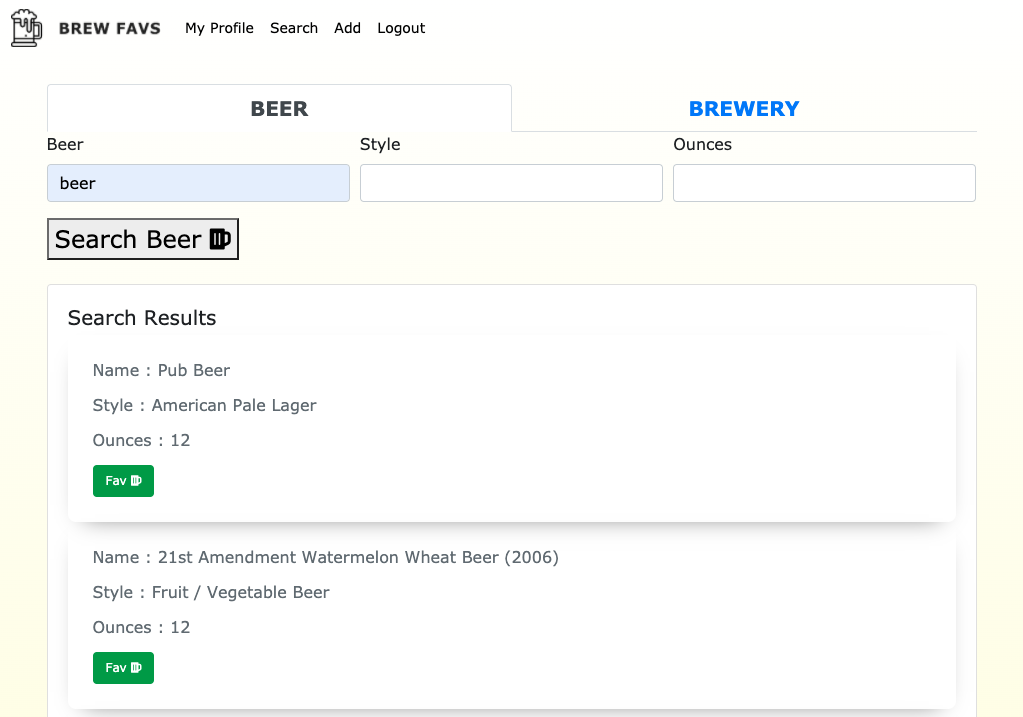 BREW FAVS My Profile Search Add Logout
BEER BREWERY
Beer Style Ounces
beer
Search Beer
Search Results
Name : Pub Beer
Style : American Pale Lager
Ounces : 12
Fav
Name : 21st Amendment Watermelon Wheat Beer (2006)
Style : Fruit / Vegetable Beer
Ounces : 12
Fav